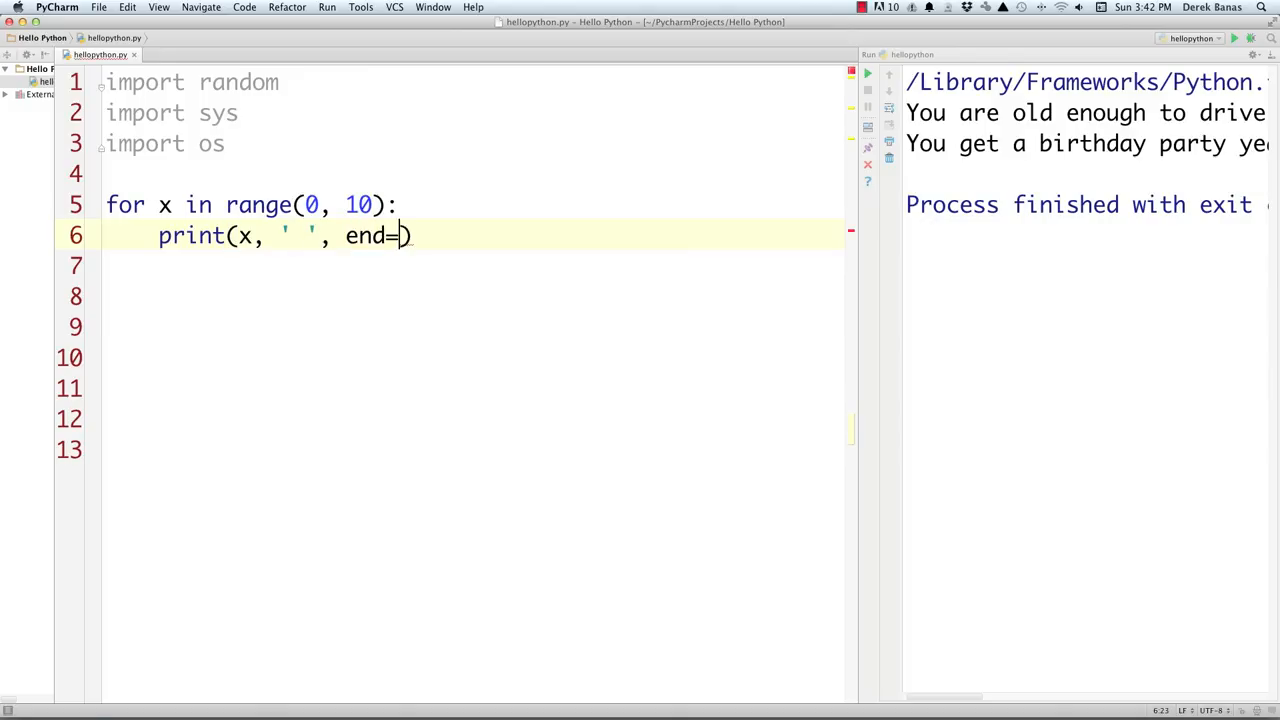 PyCharm File Edit View Navigate Code Refactor Run Tools VCS Window Help 10 Sun 3:42 PM Derek Banas
hellopython.py - Hello Python - [~/PycharmProjects/Hello Python]
Hello Python hellopython.py hellopython
hellopython.py Run hellopython
Hello P
hell
Externa
1 import random
2 import sys
3 import os
4
5 for x in range(0, 10):
6 print(x, ' ', end=)
7
8
9
10
11
12
13
/Library/Frameworks/Python.
You are old enough to drive
You get a birthday party ye
Process finished with exit
6:23 LF UTF-8